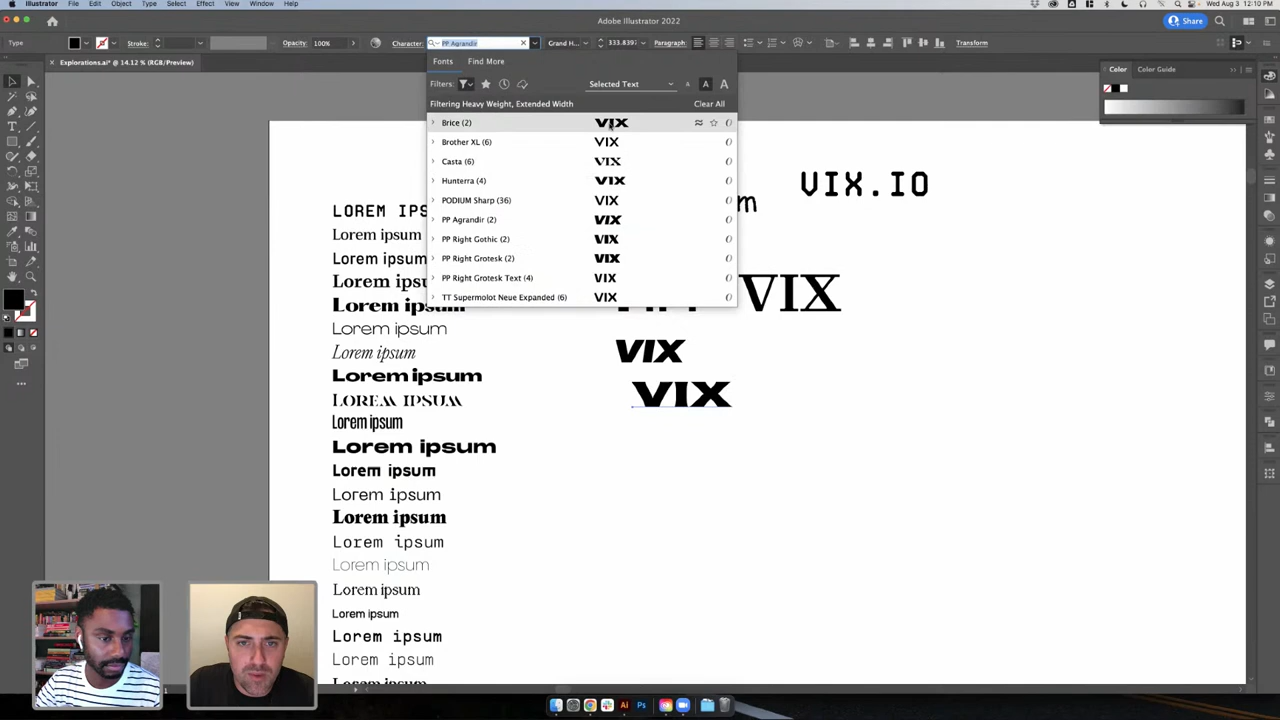 Illustrator File Edit Object Type Select Effect View Window Help
Wed Aug 3 12:10 PM
Adobe Illustrator 2022
Share
Type
Stroke:
Opacity: 100%
Character: PP Agrandir
Grand H...
333.839
Paragraph:
Transform
× Explorations.ai* @ 14.12 % (RGB/Preview)
Fonts
Find More
Filters:
Selected Text
A
A
A
Filtering Heavy Weight, Extended Width
Clear All
Brice (2) VIX
Brother XL (6) VIX
Casta (6) VIX
Hunterra (4) VIX
PODIUM Sharp (36) VIX
PP Agrandir (2) VIX
PP Right Gothic (2) VIX
PP Right Grotesk (2) VIX
PP Right Grotesk Text (4) VIX
TT Supermolot Neue Expanded (6) VIX
Color
Color Guide
VIX.IO
m
VIX
VIX
VIX
LOREM IPS
Lorem ipsum
Lorem ips
Lorem ipsu
Lorem ipsum
Lorem ipsum
Lorem ipsum
Lorem ipsum
LOREM IPSUM
Lorem ipsum
Lorem ipsum
Lorem ipsum
Lorem ipsum
Lorem ipsum
Lorem ipsum
Lorem ipsum
Lorem ipsum
Lorem ipsum
Lorem ipsum
Lorem ipsum
Lorem ipsum